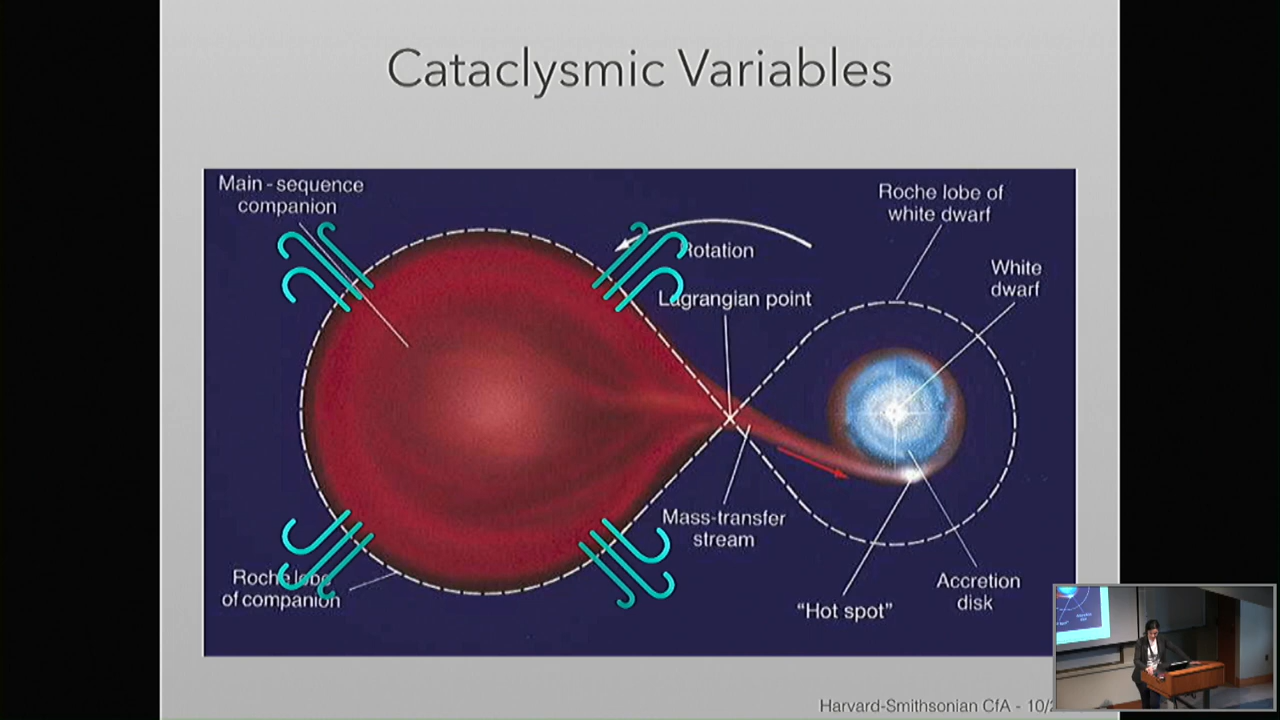 Cataclysmic Variables
Main-sequence
companion
Rotation
Lagrangian point
Roche lobe of
white dwarf
White
dwarf
Mass-transfer
stream
Roche lobe
of companion
"Hot spot"
Accretion
disk
Harvard-Smithsonian CfA - 10/